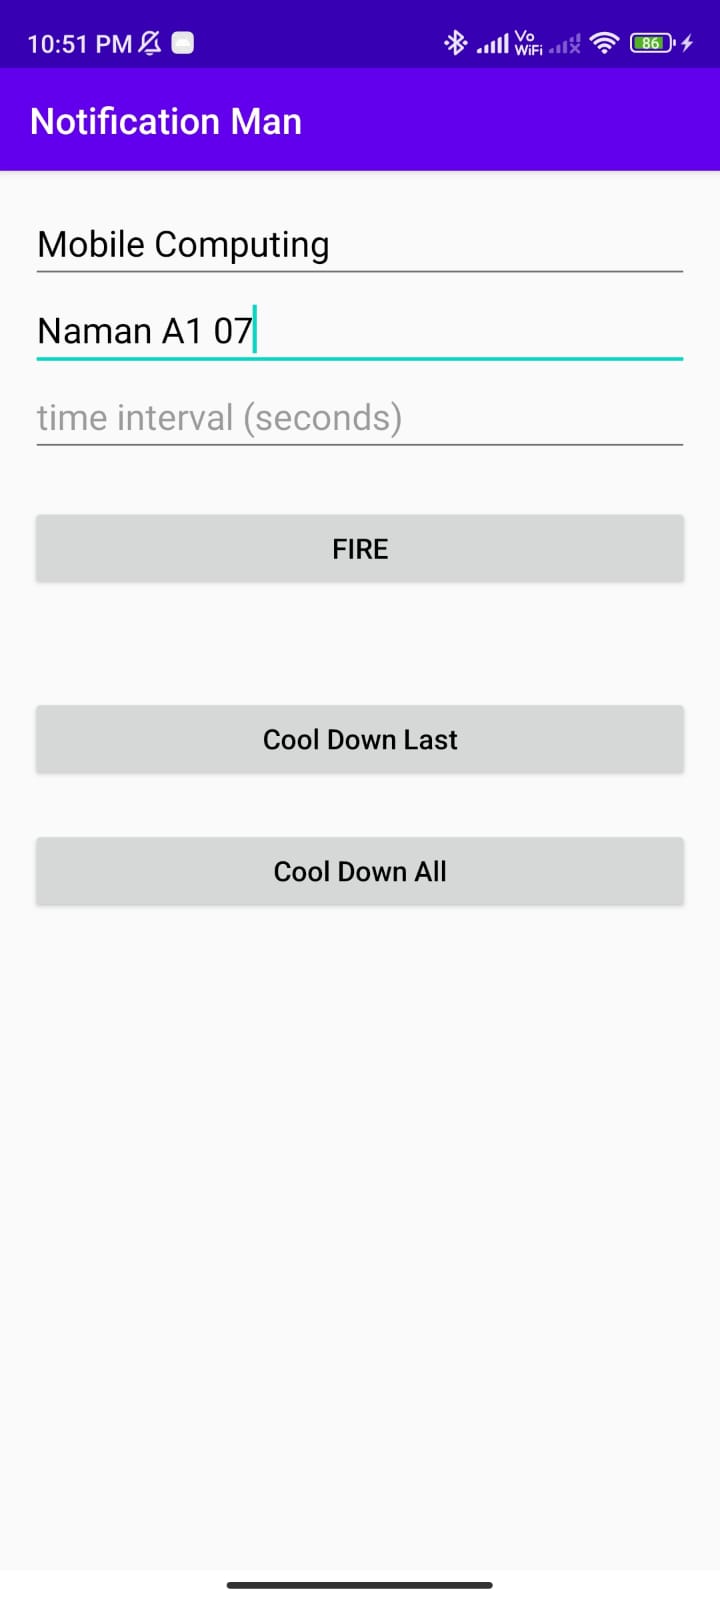 10:51 PM
Vo
WiFi
86
Notification Man
Mobile Computing
Naman A1 07
time interval (seconds)
FIRE
Cool Down Last
Cool Down All